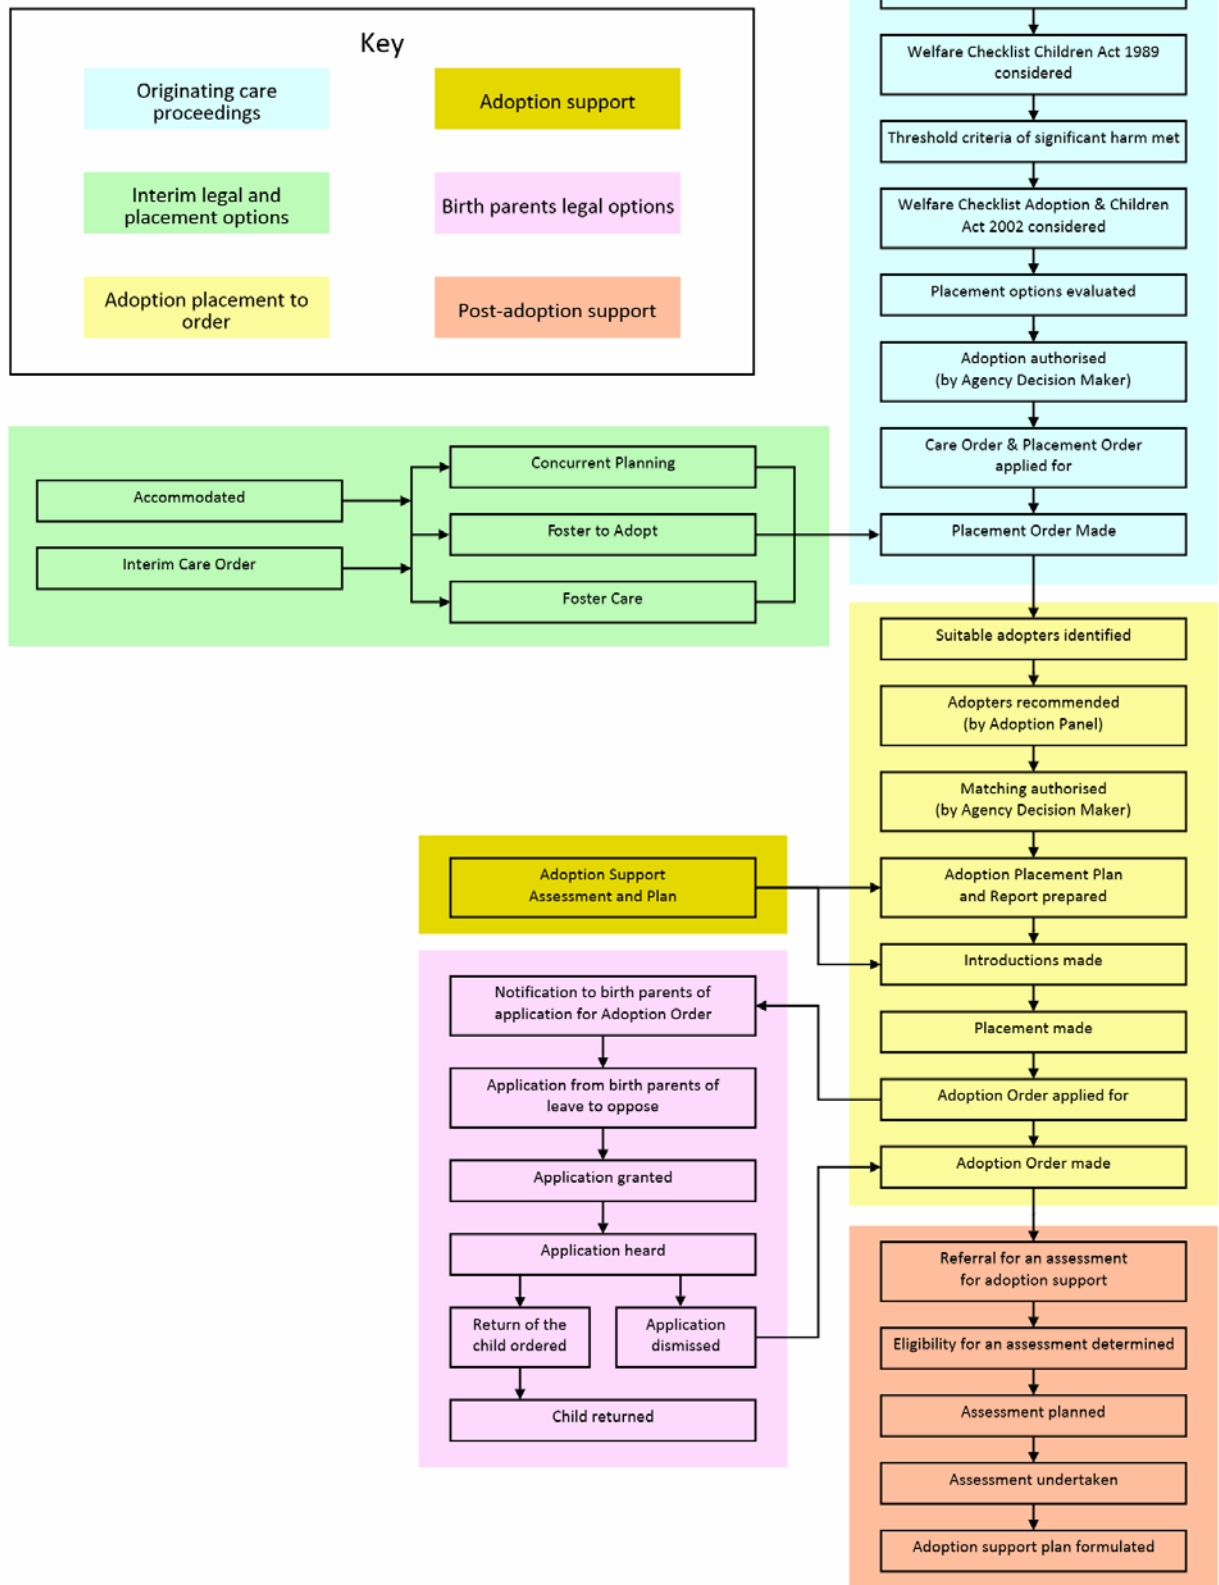 Key
Originating care
proceedings
Adoption support
Interim legal and
placement options
Birth parents legal options
Adoption placement to
order
Post-adoption support
Welfare Checklist Children Act 1989
considered
Threshold criteria of significant harm met
Welfare Checklist Adoption & Children
Act 2002 considered
Placement options evaluated
Adoption authorised
(by Agency Decision Maker)
Care Order & Placement Order
applied for
Placement Order Made
Accommodated
Interim Care Order
Concurrent Planning
Foster to Adopt
Foster Care
Suitable adopters identified
Adopters recommended
(by Adoption Panel)
Matching authorised
(by Agency Decision Maker)
Adoption Support
Assessment and Plan
Adoption Placement Plan
and Report prepared
Introductions made
Placement made
Adoption Order applied for
Adoption Order made
Notification to birth parents of
application for Adoption Order
Application from birth parents of
leave to oppose
Application granted
Application heard
Return of the
child ordered
Application
dismissed
Child returned
Referral for an assessment
for adoption support
Eligibility for an assessment determined
Assessment planned
Assessment undertaken
Adoption support plan formulated